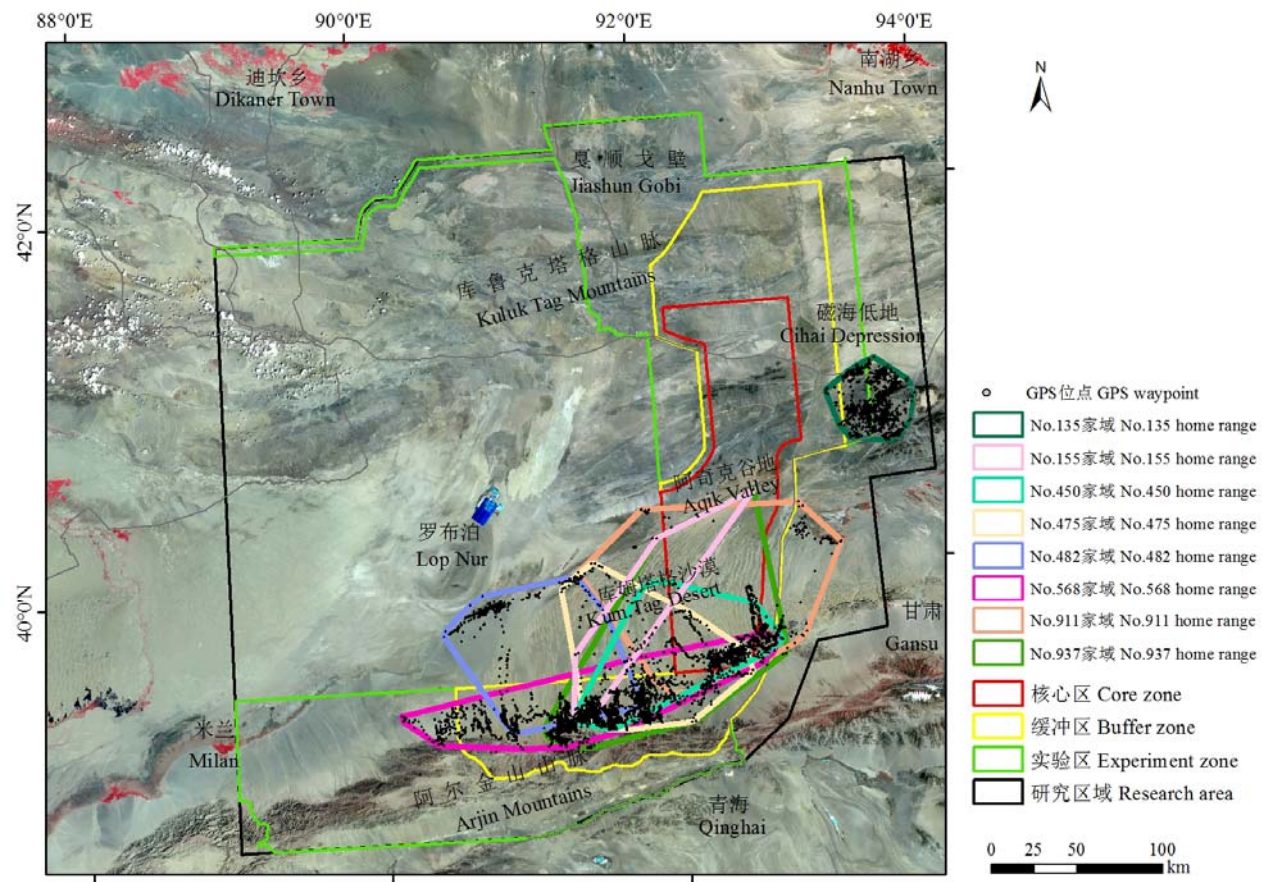 88°0'E
90°0'E
92°0'E
94°0'E
42°0'N
40°0'N
迪坎乡
Dikaner Town
南湖乡
Nanhu Town
N
戛顺戈壁
Jiashun Gobi
库鲁克塔格山脉
Kuluk Tag Mountains
磁海低地
Cihai Depression
阿奇克谷地
Aqik Valley
罗布泊
Lop Nur
库姆塔格沙漠
Kum Tag Desert
甘肃
Gansu
米兰
Milan
阿尔金山山脉
Arjin Mountains
青海
Qinghai
GPS位点 GPS waypoint
No.135家域 No.135 home range
No.155家域 No.155 home range
No.450家域 No.450 home range
No.475家域 No.475 home range
No.482家域 No.482 home range
No.568家域 No.568 home range
No.911家域 No.911 home range
No.937家域 No.937 home range
核心区 Core zone
缓冲区 Buffer zone
实验区 Experiment zone
研究区域 Research area
0 50 100
km